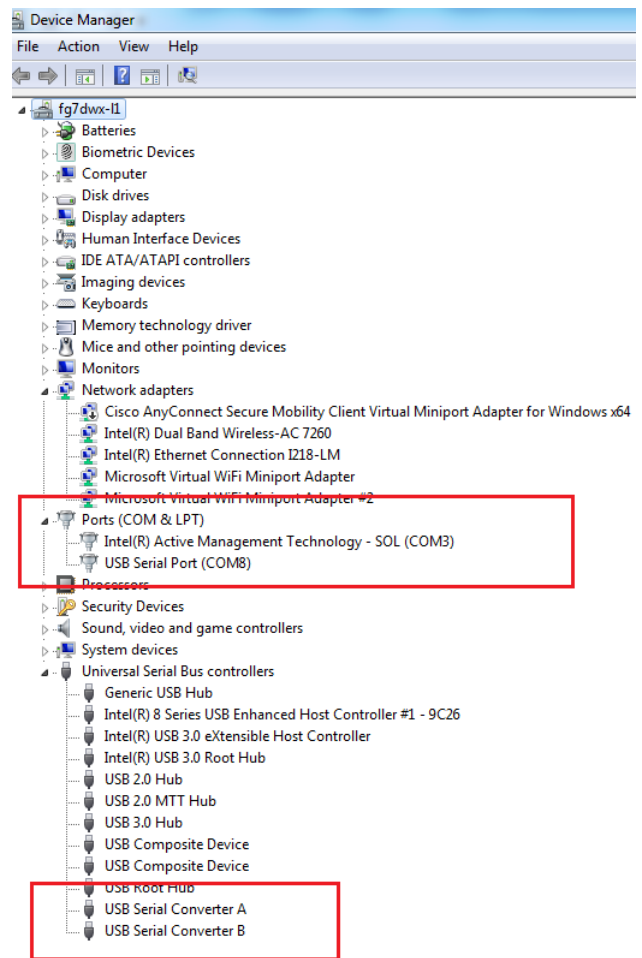 Device Manager
File Action View Help
fg7dwx-l1
Batteries
Biometric Devices
Computer
Disk drives
Display adapters
Human Interface Devices
IDE ATA/ATAPI controllers
Imaging devices
Keyboards
Memory technology driver
Mice and other pointing devices
Monitors
Network adapters
Cisco AnyConnect Secure Mobility Client Virtual Miniport Adapter for Windows x64
Intel(R) Dual Band Wireless-AC 7260
Intel(R) Ethernet Connection I218-LM
Microsoft Virtual WiFi Miniport Adapter
Microsoft Virtual WiFi Miniport Adapter #2
Ports (COM & LPT)
Intel(R) Active Management Technology - SOL (COM3)
USB Serial Port (COM8)
Processors
Security Devices
Sound, video and game controllers
System devices
Universal Serial Bus controllers
Generic USB Hub
Intel(R) 8 Series USB Enhanced Host Controller #1 - 9C26
Intel(R) USB 3.0 eXtensible Host Controller
Intel(R) USB 3.0 Root Hub
USB 2.0 Hub
USB 2.0 MTT Hub
USB 3.0 Hub
USB Composite Device
USB Composite Device
USB Root Hub
USB Serial Converter A
USB Serial Converter B